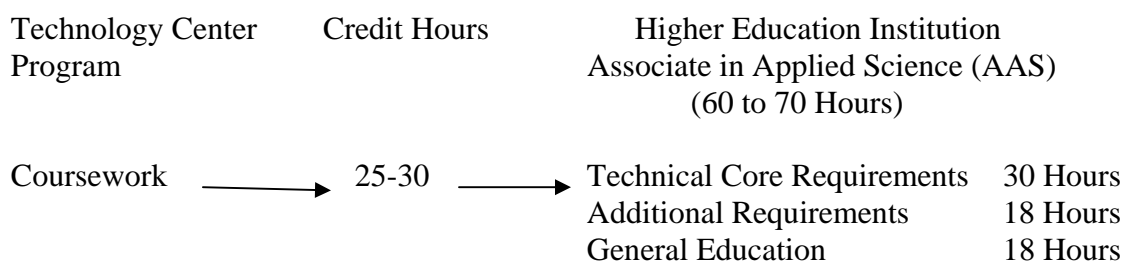 Technology Center Credit Hours Higher Education Institution
Program Associate in Applied Science (AAS)
(60 to 70 Hours)
Coursework 25-30 Technical Core Requirements 30 Hours
Additional Requirements 18 Hours
General Education 18 Hours